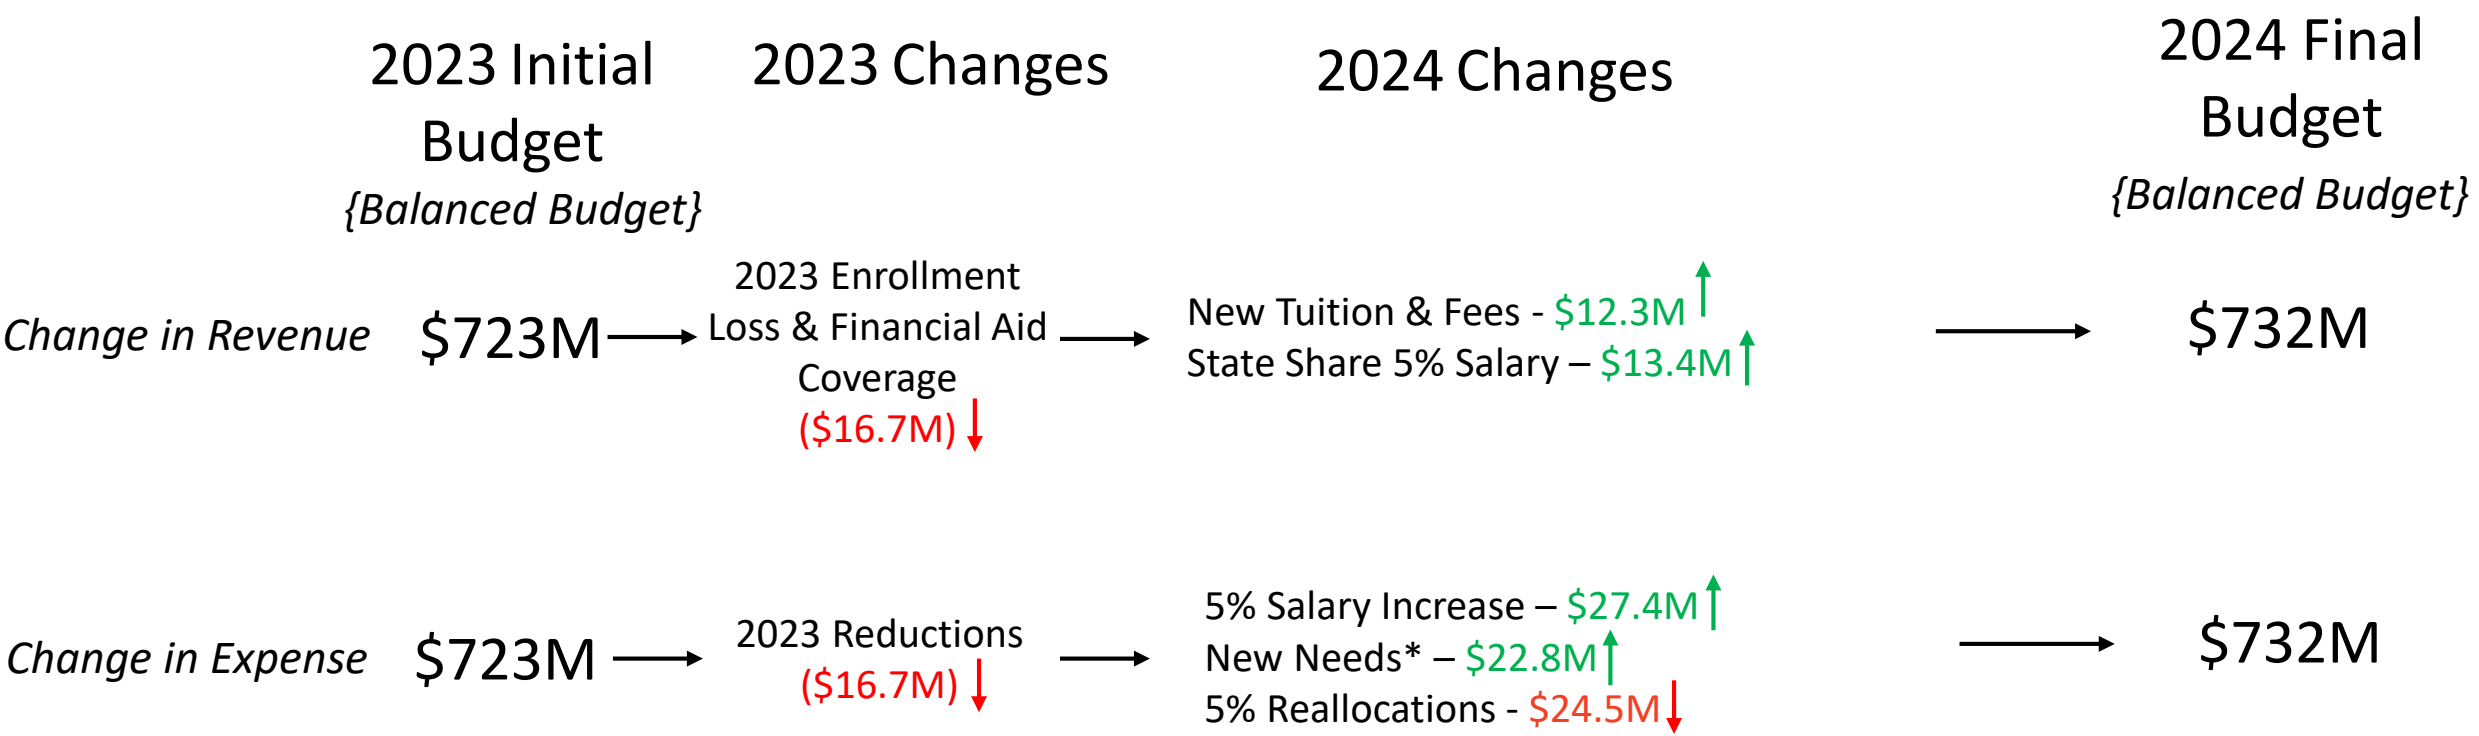 2023 Initial
Budget
{Balanced Budget}
2023 Changes
2024 Changes
2024 Final
Budget
{Balanced Budget}
Change in Revenue
$723M
2023 Enrollment
Loss & Financial Aid
Coverage
($16.7M)
New Tuition & Fees - $12.3M
State Share 5% Salary – $13.4M
$732M
Change in Expense
$723M
2023 Reductions
($16.7M)
5% Salary Increase – $27.4M
New Needs* – $22.8M
5% Reallocations - $24.5M
$732M